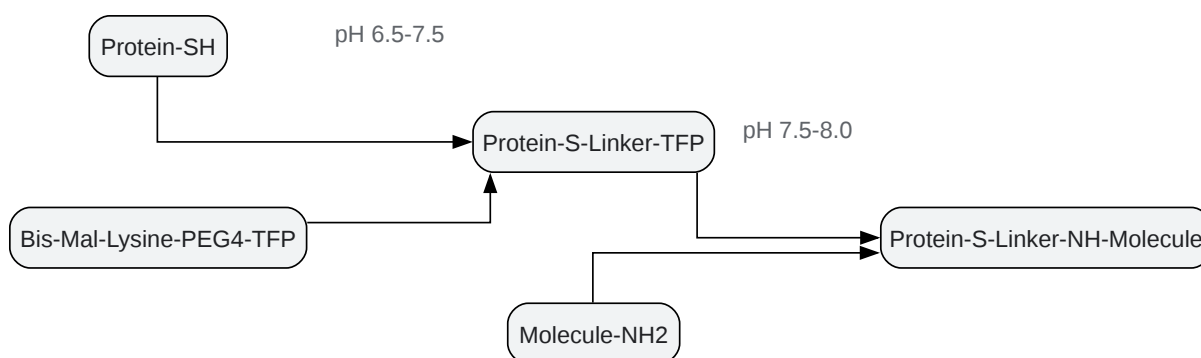 Protein-SH
pH 6.5-7.5
Protein-S-Linker-TFP
pH 7.5-8.0
Bis-Mal-Lysine-PEG4-TFP
Protein-S-Linker-NH-Molecule
Molecule-NH2